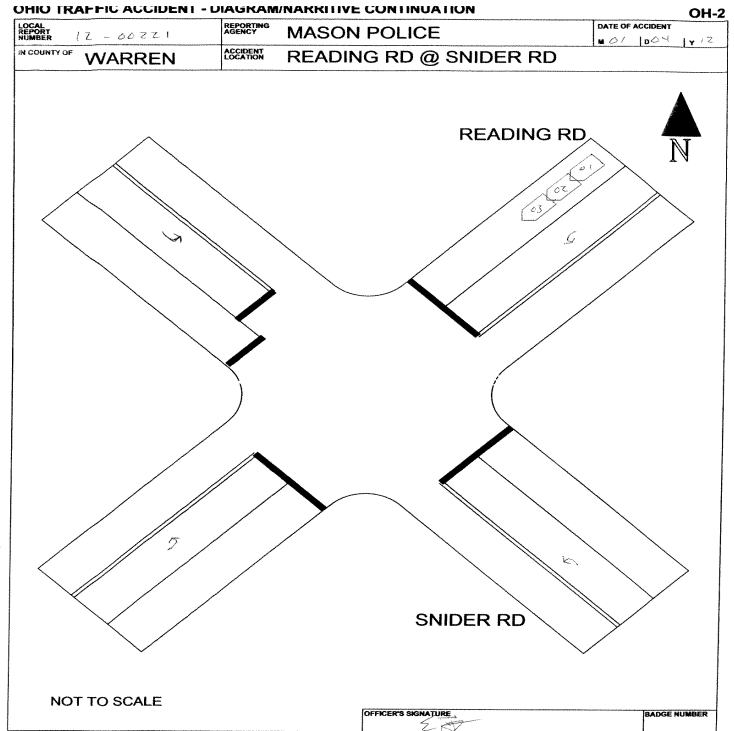 OHIO TRAFFIC ACCIDENT - DIAGRAM/NARRITIVE CONTINUATION OH-2
LOCAL REPORT NUMBER 12-00221
REPORTING AGENCY MASON POLICE
DATE OF ACCIDENT
M 01 D 04 Y 12
IN COUNTY OF WARREN
ACCIDENT LOCATION READING RD @ SNIDER RD
READING RD
N
01
02
03
SNIDER RD
NOT TO SCALE
OFFICER'S SIGNATURE
BADGE NUMBER